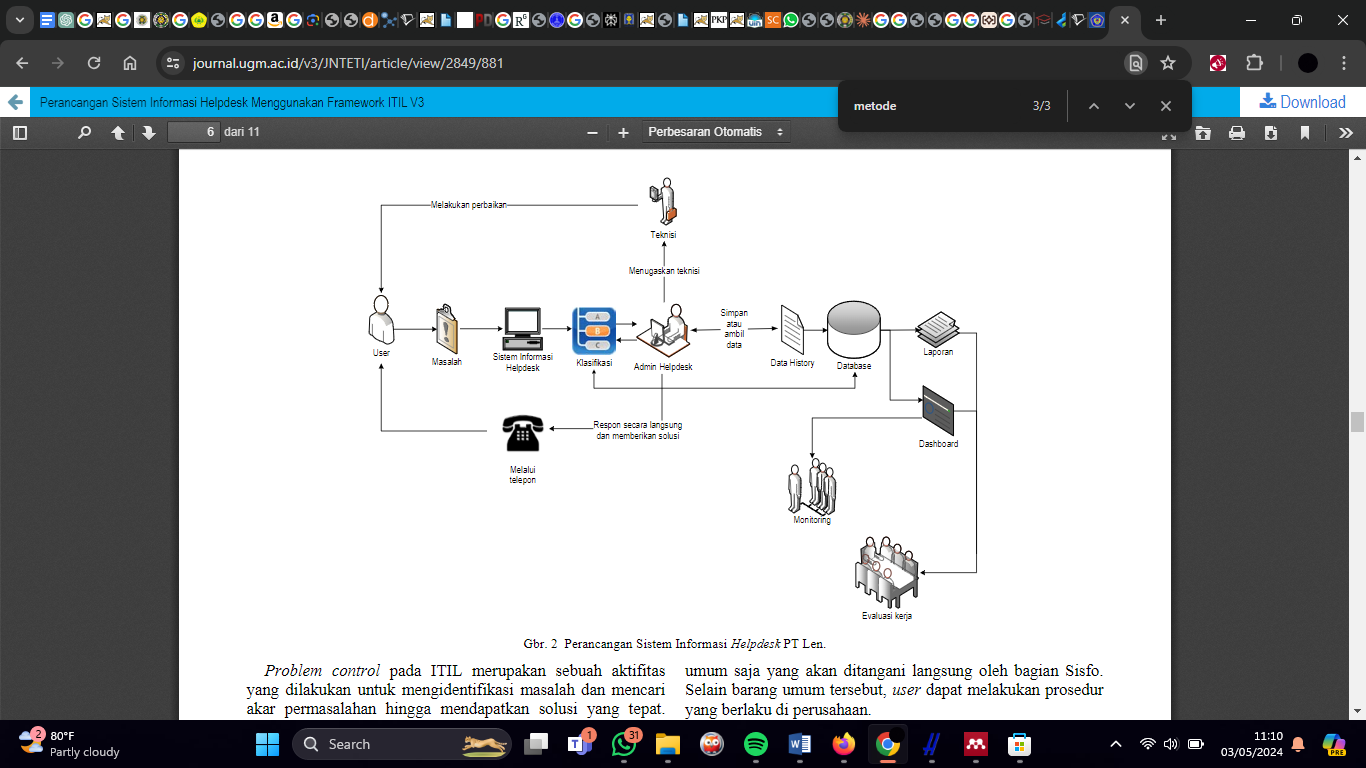 journal.ugm.ac.id/v3/JNTETI/article/view/2849/881
Perancangan Sistem Informasi Helpdesk Menggunakan Framework ITIL V3
metode
3/3
Download
6
dari 11
Perbesaran Otomatis
Melakukan perbaikan
Teknisi
Menugaskan teknisi
User
Masalah
Sistem Informasi
Helpdesk
A
B
C
Klasifikasi
Admin Helpdesk
Simpan
atau
ambil
data
Data History
Database
Laporan
Dashboard
Respon secara langsung
dan memberikan solusi
Melalui
telepon
Monitoring
Evaluasi kerja
Gbr. 2 Perancangan Sistem Informasi Helpdesk PT Len.
Problem control pada ITIL merupakan sebuah aktifitas
yang dilakukan untuk mengidentifikasi masalah dan mencari
akar permasalahan hingga mendapatkan solusi yang tepat.
umum saja yang akan ditangani langsung oleh bagian Sisfo.
Selain barang umum tersebut, user dapat melakukan prosedur
yang berlaku di perusahaan.
2
80°F
Partly cloudy
Search
1
31
11:10
03/05/2024
PRE